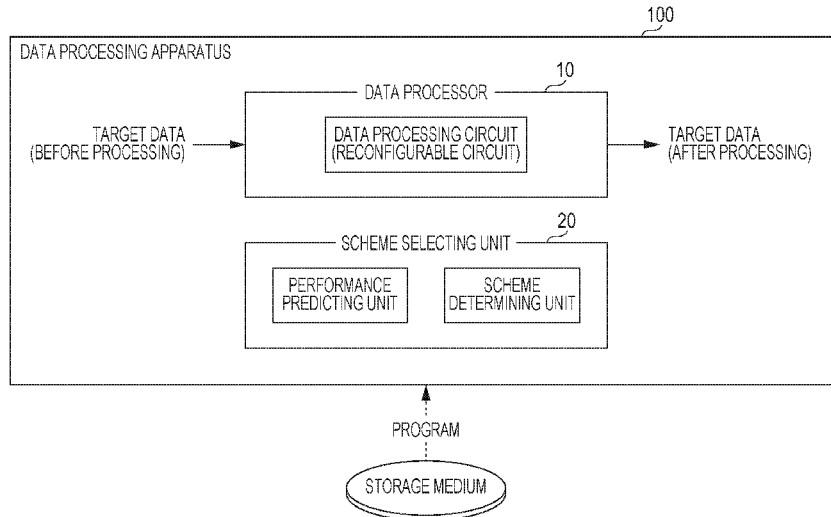 100
DATA PROCESSING APPARATUS
10
DATA PROCESSOR
TARGET DATA
(BEFORE PROCESSING)
DATA PROCESSING CIRCUIT
(RECONFIGURABLE CIRCUIT)
TARGET DATA
(AFTER PROCESSING)
20
SCHEME SELECTING UNIT
PERFORMANCE
PREDICTING UNIT
SCHEME
DETERMINING UNIT
PROGRAM
STORAGE MEDIUM